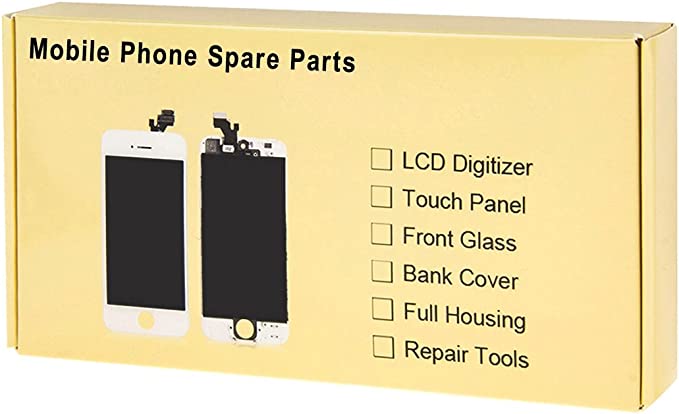 Mobile Phone Spare Parts
LCD Digitizer
Touch Panel
Front Glass
Bank Cover
Full Housing
Repair Tools